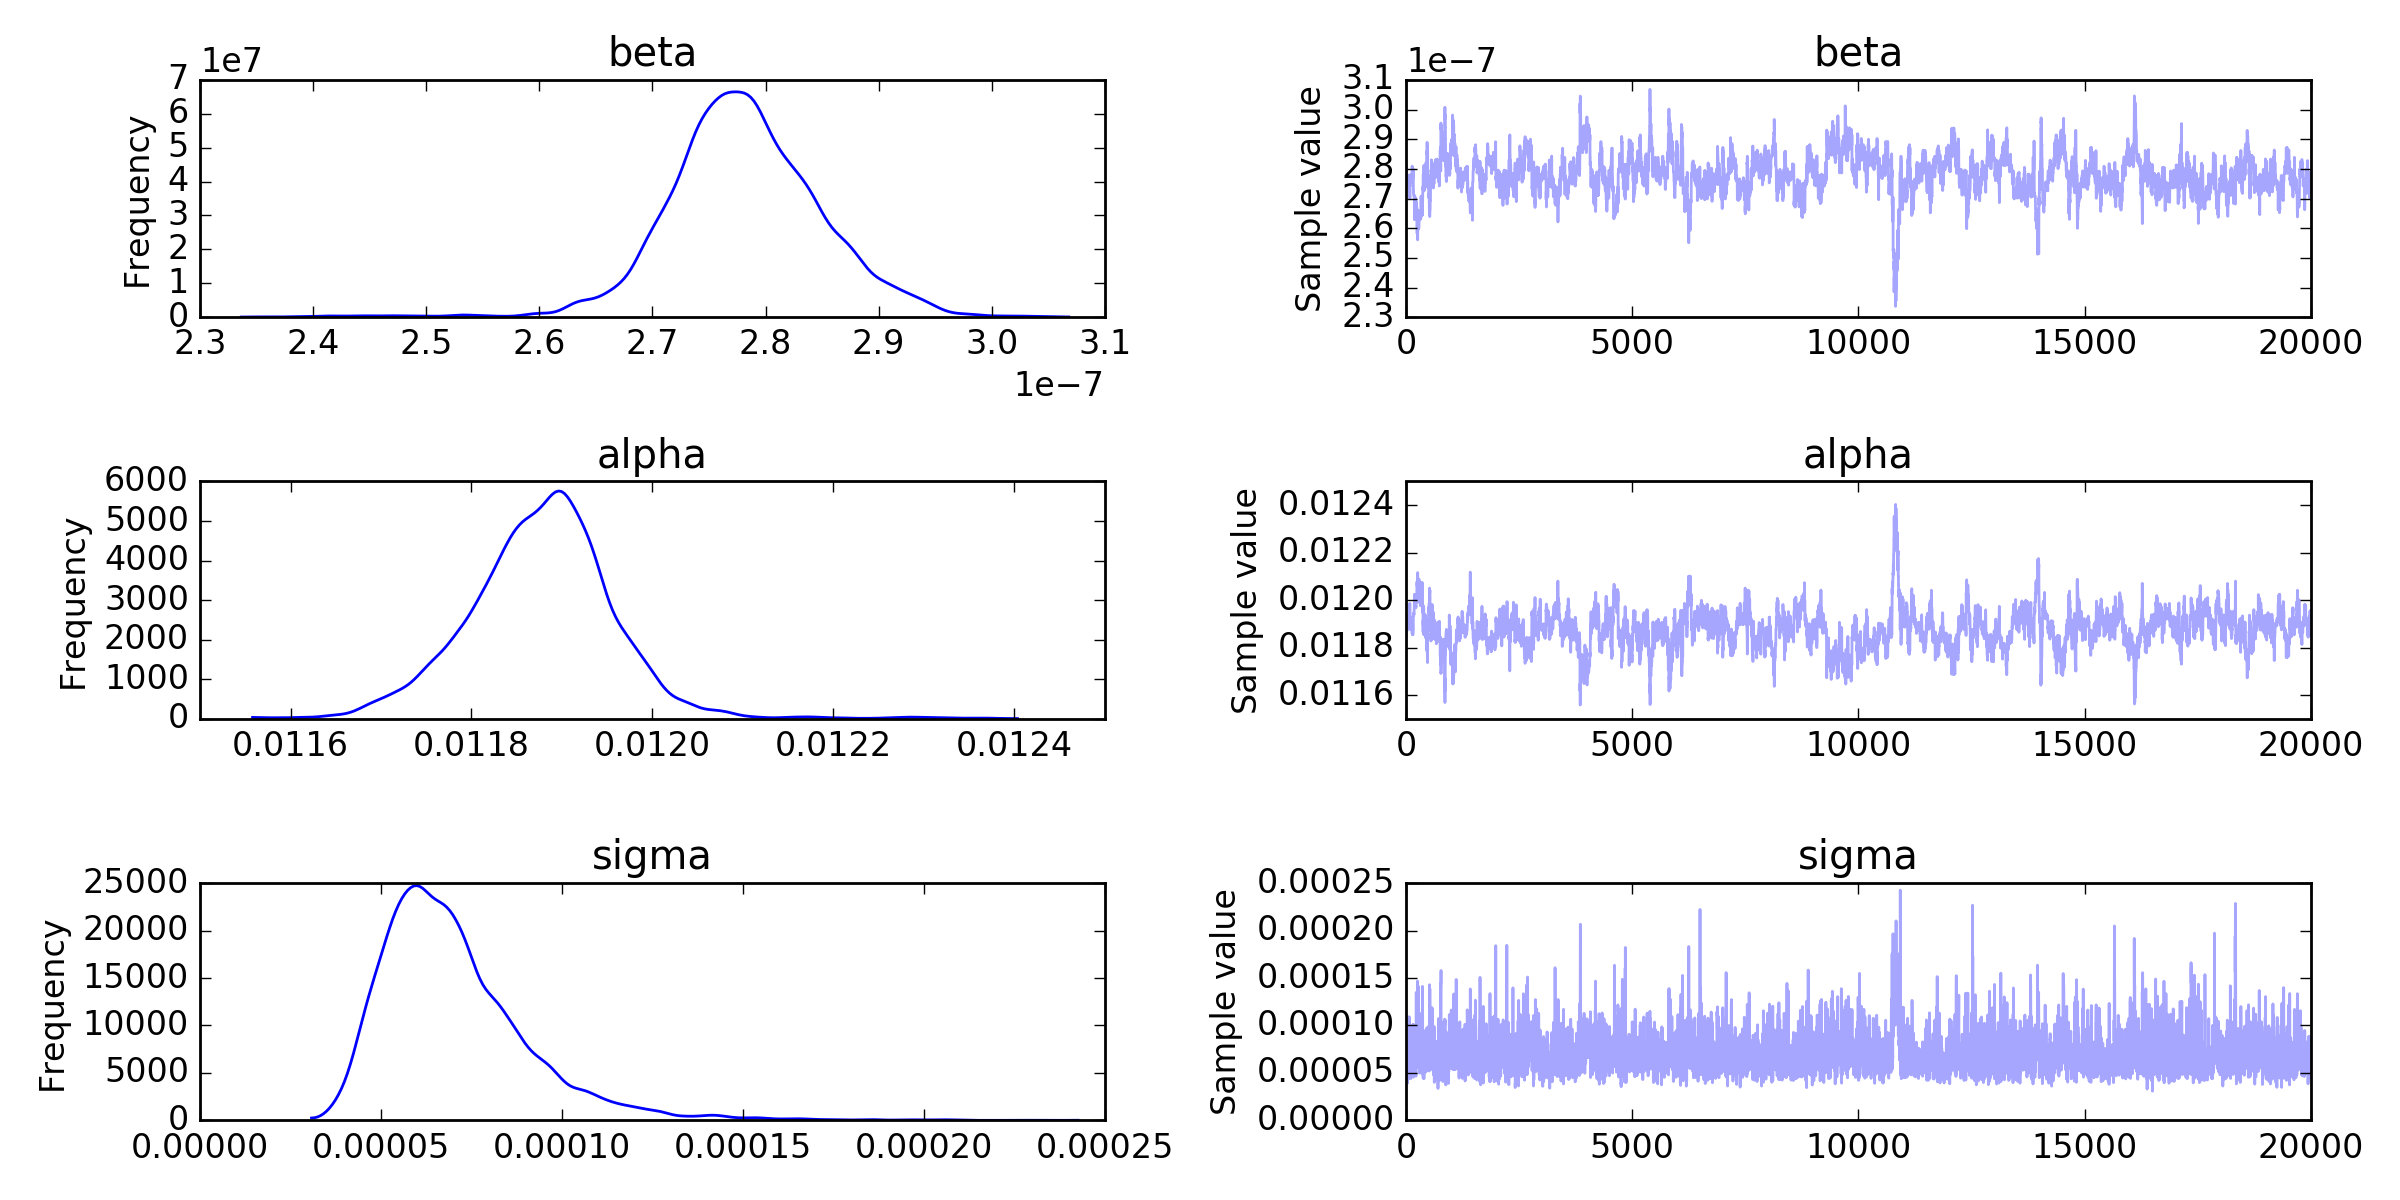 beta
1e7
Frequency
7
6
5
4
3
2
1
0
2.3 2.4 2.5 2.6 2.7 2.8 2.9 3.0 3.1
1e−7
beta
1e−7
Sample value
3.1
3.0
2.9
2.8
2.7
2.6
2.5
2.4
2.3
0 5000 10000 15000 20000
alpha
Frequency
6000
5000
4000
3000
2000
1000
0
0.0116 0.0118 0.0120 0.0122 0.0124
alpha
Sample value
0.0124
0.0122
0.0120
0.0118
0.0116
0 5000 10000 15000 20000
sigma
Frequency
25000
20000
15000
10000
5000
0
0.00000 0.00005 0.00010 0.00015 0.00020 0.00025
sigma
Sample value
0.00025
0.00020
0.00015
0.00010
0.00005
0.00000
0 5000 10000 15000 20000